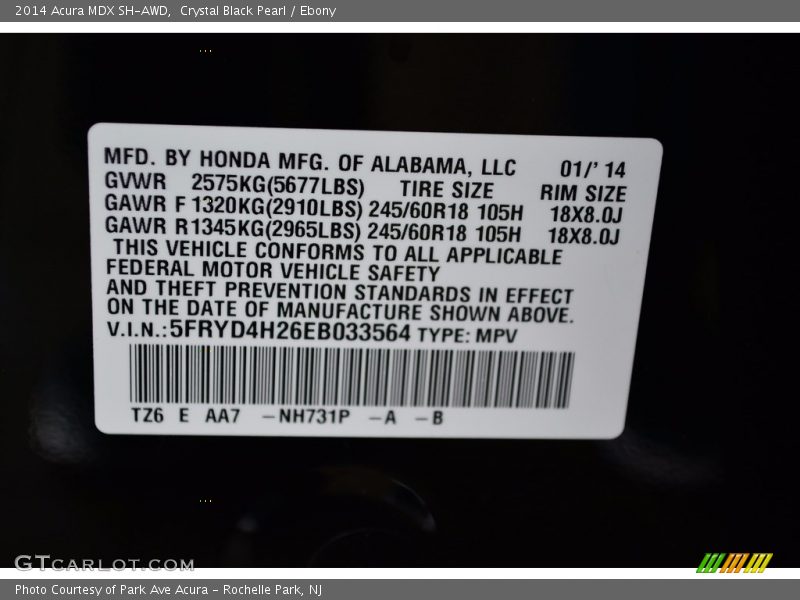 2014 Acura MDX SH-AWD,  Crystal Black Pearl / Ebony
MFD. BY HONDA MFG. OF ALABAMA, LLC 01/' 14
GVWR 2575KG(5677LBS) TIRE SIZE RIM SIZE
GAWR F 1320KG(2910LBS) 245/60R18 105H 18X8.0J
GAWR R 1345KG(2965LBS) 245/60R18 105H 18X8.0J
THIS VEHICLE CONFORMS TO ALL APPLICABLE
FEDERAL MOTOR VEHICLE SAFETY
AND THEFT PREVENTION STANDARDS IN EFFECT
ON THE DATE OF MANUFACTURE SHOWN ABOVE.
V.I.N.:5FRYD4H26EB033564 TYPE: MPV
TZ6 E AA7 -NH731P -A -B
GTCARLOT.COM
Photo Courtesy of Park Ave Acura - Rochelle Park, NJ